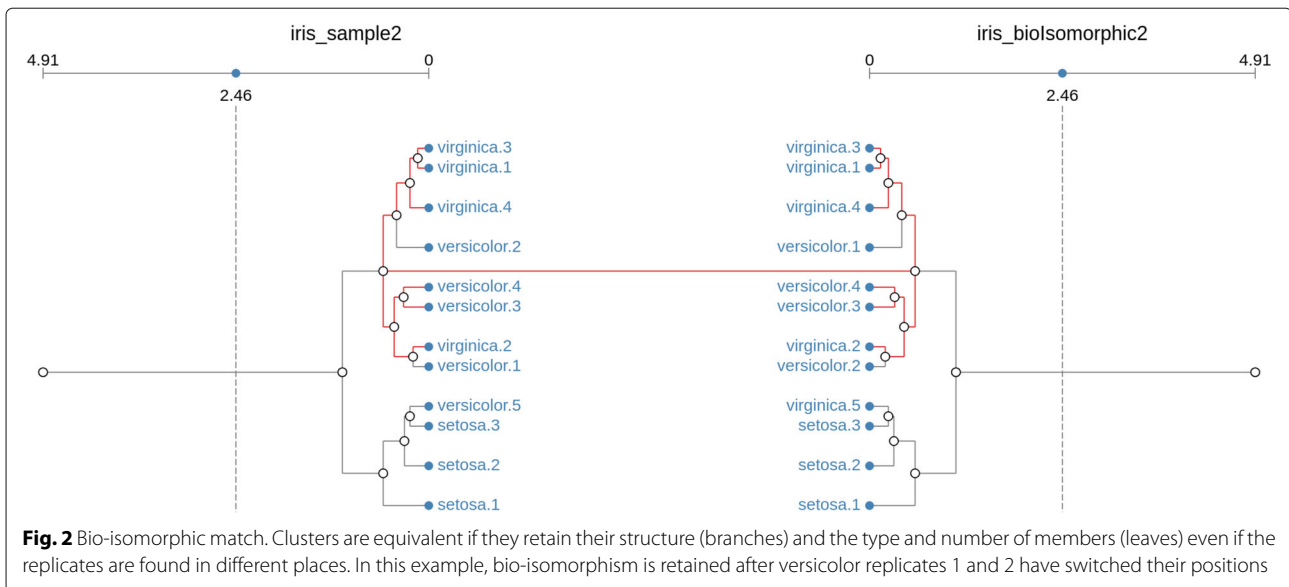 iris_sample2
iris_bioIsomorphic2
4.91
0
0
4.91
2.46
2.46
virginica.3
virginica.1
virginica.4
versicolor.2
versicolor.4
versicolor.3
virginica.2
versicolor.1
versicolor.5
setosa.3
setosa.2
setosa.1
virginica.3
virginica.1
virginica.4
versicolor.1
versicolor.4
versicolor.3
virginica.2
versicolor.2
virginica.5
setosa.3
setosa.2
setosa.1
Fig. 2 Bio-isomorphic match. Clusters are equivalent if they retain their structure (branches) and the type and number of members (leaves) even if the
replicates are found in different places. In this example, bio-isomorphism is retained after versicolor replicates 1 and 2 have switched their positions